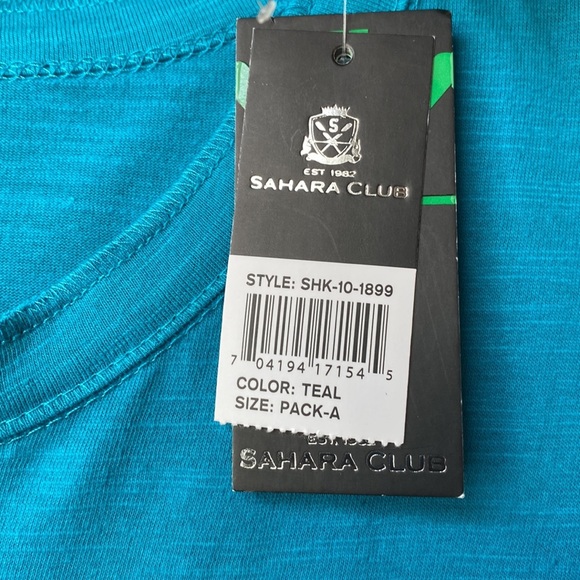 S
EST 1982
SAHARA CLUB
STYLE: SHK-10-1899
7 04194 17154 5
COLOR: TEAL
SIZE: PACK-A
SAHARA CLUB